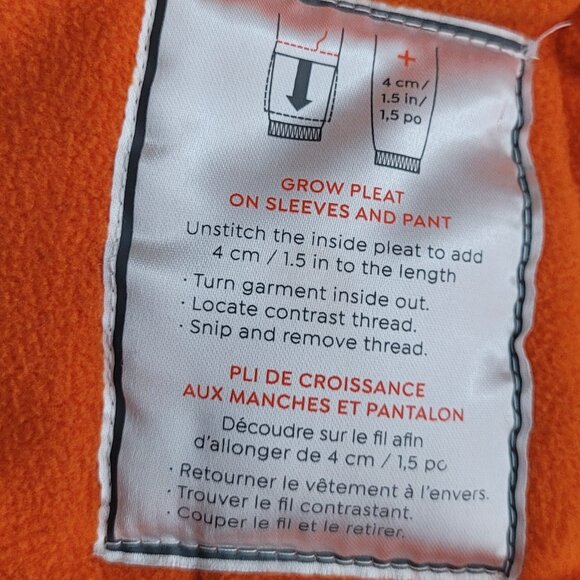 +
4 cm/
1.5 in/
1,5 po
GROW PLEAT
ON SLEEVES AND PANT
Unstitch the inside pleat to add
4 cm / 1.5 in to the length
· Turn garment inside out.
· Locate contrast thread.
· Snip and remove thread.
PLI DE CROISSANCE
AUX MANCHES ET PANTALON
Découdre sur le fil afin
d'allonger de 4 cm / 1,5 po
· Retourner le vêtement à l'envers.
· Trouver le fil contrastant.
· Couper le fil et le retirer.